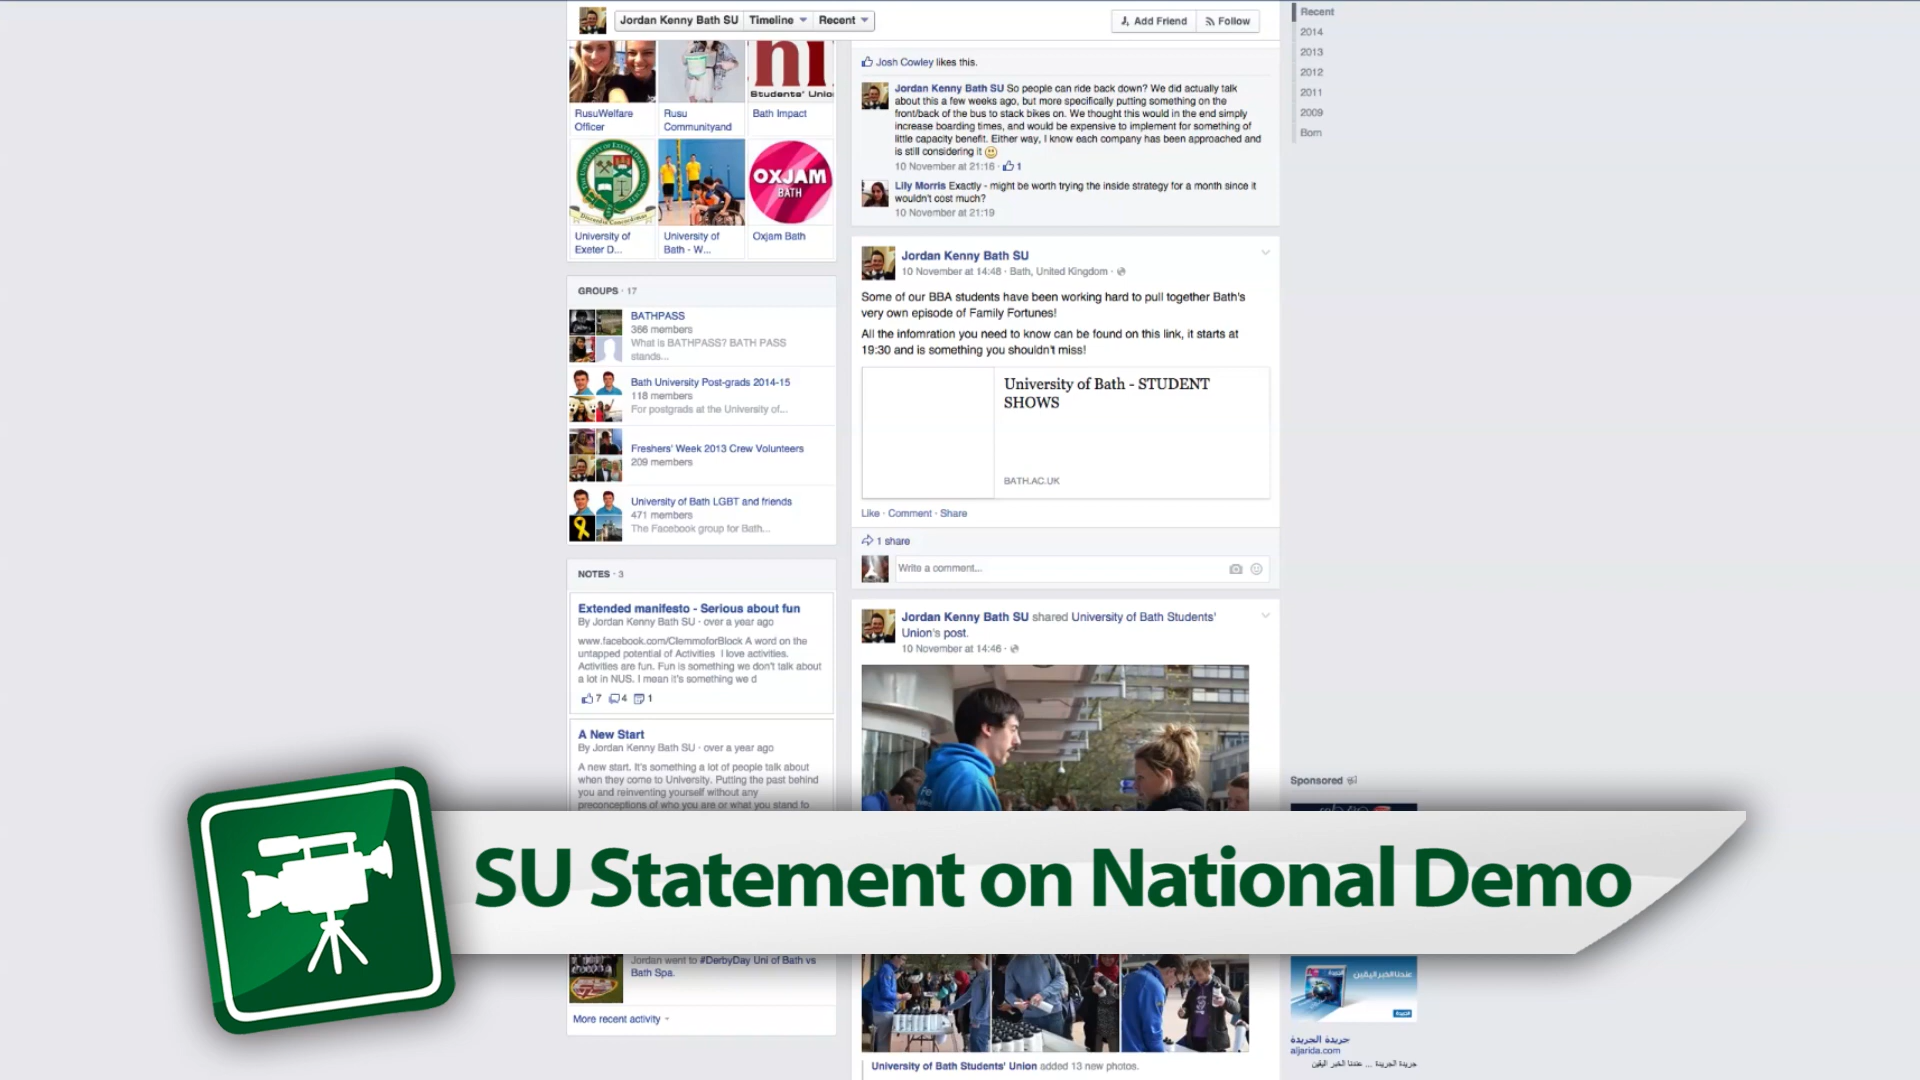 Jordan Kenny Bath SU
Timeline
Recent
Add Friend
Follow
Students' Unio
RusuWelfare
Officer
Rusu
Communityand
Bath Impact
OXJAM
BATH
University of
Exeter D...
University of
Bath - W...
Oxjam Bath
GROUPS · 17
BATHPASS
366 members
What is BATHPASS? BATH PASS
stands...
Bath University Post-grads 2014-15
118 members
For postgrads at the University of...
Freshers' Week 2013 Crew Volunteers
209 members
University of Bath LGBT and friends
471 members
The Facebook group for Bath...
NOTES · 3
Extended manifesto - Serious about fun
By Jordan Kenny Bath SU · over a year ago
www.facebook.com/ClemmoforBlock A word on the
untapped potential of Activities I love activities.
Activities are fun. Fun is something we don't talk about
a lot in NUS. I mean it's something we d
7 4 1
A New Start
By Jordan Kenny Bath SU · over a year ago
A new start. It's something a lot of people talk about
when they come to University. Putting the past behind
you and reinventing yourself without any
preconceptions of who you are or what you stand fo
Jordan went to #DerbyDay Uni of Bath vs
Bath Spa.
More recent activity
Josh Cowley likes this.
Jordan Kenny Bath SU So people can ride back down? We did actually talk
about this a few weeks ago, but more specifically putting something on the
front/back of the bus to stack bikes on. We thought this would in the end simply
increase boarding times, and would be expensive to implement for something of
little capacity benefit. Either way, I know each company has been approached and
is still considering it
10 November at 21:16 · 1
Lily Morris Exactly - might be worth trying the inside strategy for a month since it
wouldn't cost much?
10 November at 21:19
Jordan Kenny Bath SU
10 November at 14:48 · Bath, United Kingdom ·
Some of our BBA students have been working hard to pull together Bath's
very own episode of Family Fortunes!
All the infomration you need to know can be found on this link, it starts at
19:30 and is something you shouldn't miss!
University of Bath - STUDENT
SHOWS
BATH.AC.UK
Like · Comment · Share
1 share
Write a comment...
Jordan Kenny Bath SU shared University of Bath Students'
Union's post.
10 November at 14:46 ·
University of Bath Students' Union added 13 new photos.
Recent
2014
2013
2012
2011
2009
Born
Sponsored
عندنا الخبر اليقين
الجريدة
جريدة الجريدة
aljarida.com
جريدة الجريدة ... عندنا الخبر اليقين
SU Statement on National Demo